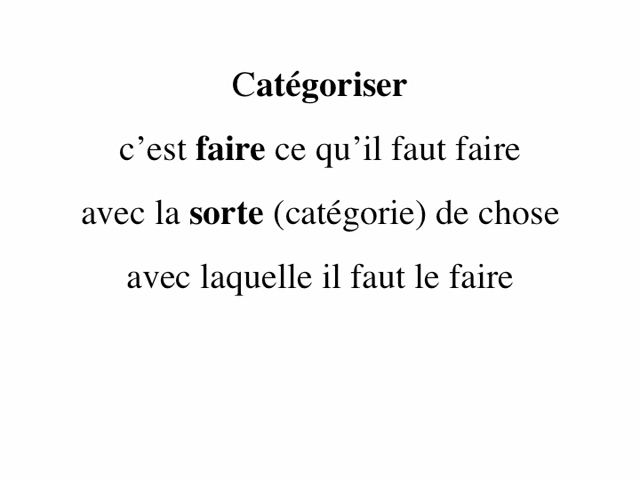 Catégoriser
c’est faire ce qu’il faut faire
avec la sorte (catégorie) de chose
avec laquelle il faut le faire